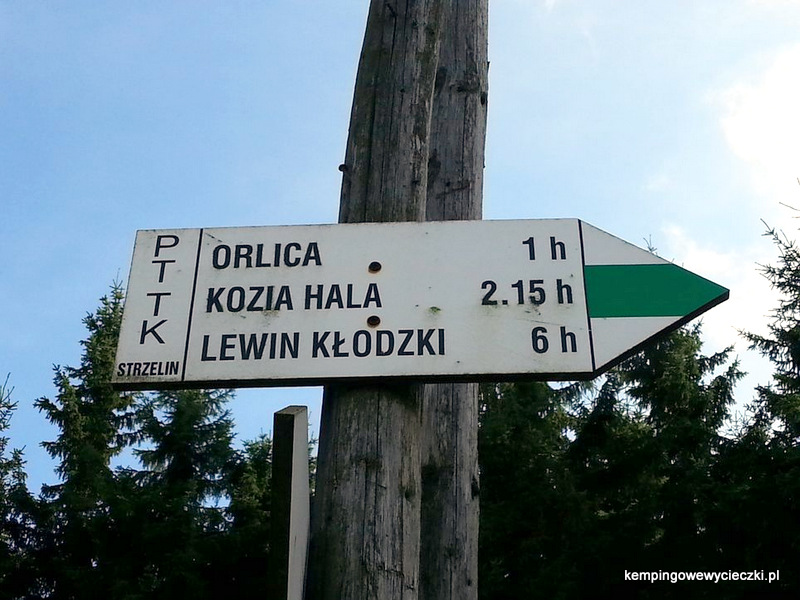 PTTK
STRZELIN
ORLICA 1 h
KOZIA HALA 2.15 h
LEWIN KŁODZKI 6 h
kempingowewycieczki.pl